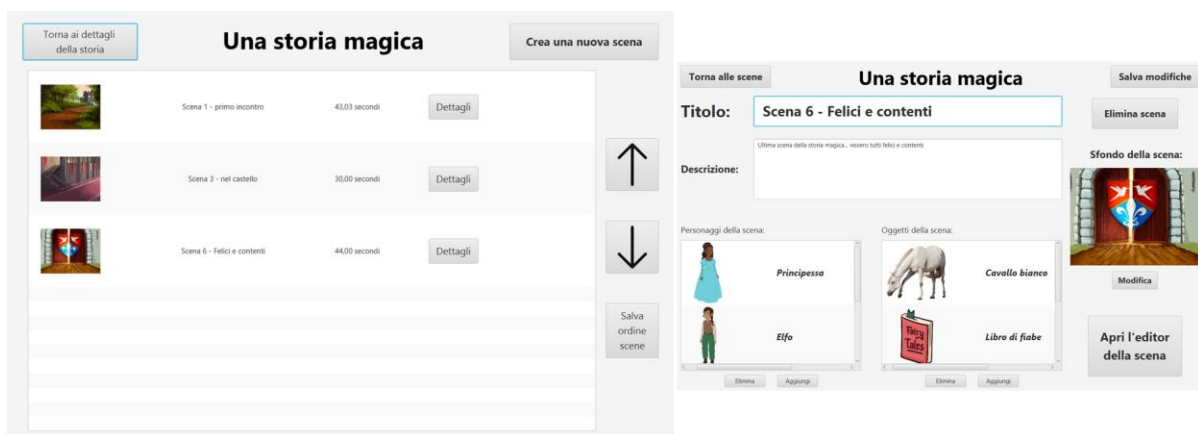 Torna ai dettagli
della storia
Una storia magica
Crea una nuova scena
Scena 1 - primo incontro
43,03 secondi
Dettagli
Scena 3 - nel castello
30,00 secondi
Dettagli
Scena 6 - Felici e contenti
44,00 secondi
Dettagli
Salva
ordine
scene
Torna alle scene
Una storia magica
Salva modifiche
Titolo:
Scena 6 - Felici e contenti
Elimina scena
Descrizione:
Ultima scena della storia magica... vissero tutti felici e contenti
Sfondo della scena:
Modifica
Personaggi della scena:
Principessa
Elfo
Elimina
Aggiungi
Oggetti della scena:
Cavallo bianco
Fairy
Tales
Libro di fiabe
Elimina
Aggiungi
Apri l'editor
della scena